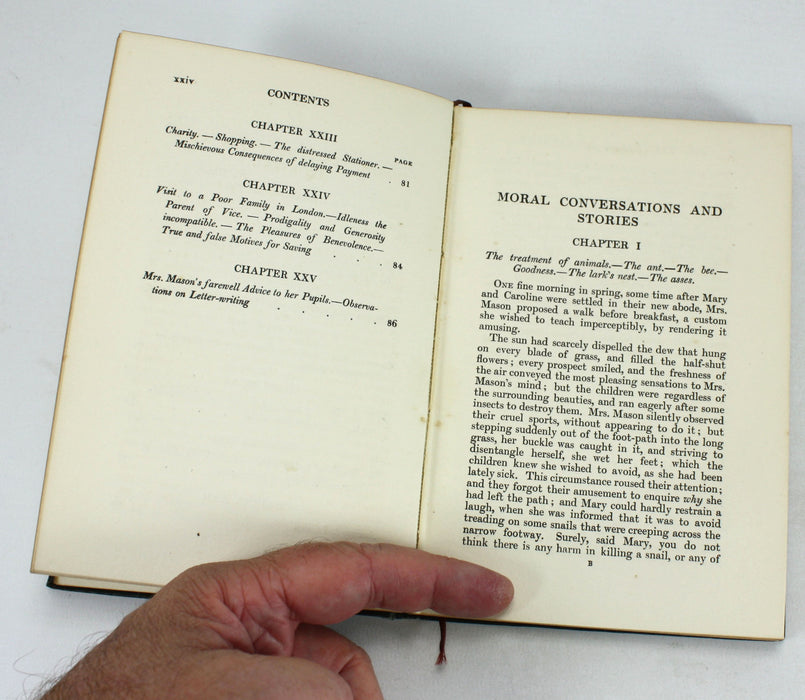 xxiv
CONTENTS
CHAPTER XXIII
PAGE
Charity. — Shopping. — The distressed Stationer. —
Mischievous Consequences of delaying Payment . 81
CHAPTER XXIV
Visit to a Poor Family in London.—Idleness the
Parent of Vice. — Prodigality and Generosity
incompatible. — The Pleasures of Benevolence.—
True and false Motives for Saving . . . 84
CHAPTER XXV
Mrs. Mason's farewell Advice to her Pupils.—Observa-
tions on Letter-writing . . . . . 86
MORAL CONVERSATIONS AND
STORIES
CHAPTER I
The treatment of animals.—The ant.—The bee.—
Goodness.—The lark's nest.—The asses.
ONE fine morning in spring, some time after Mary
and Caroline were settled in their new abode, Mrs.
Mason proposed a walk before breakfast, a custom
she wished to teach imperceptibly, by rendering it
amusing.
The sun had scarcely dispelled the dew that hung
on every blade of grass, and filled the half-shut
flowers; every prospect smiled, and the freshness of
the air conveyed the most pleasing sensations to Mrs.
Mason's mind; but the children were regardless of
the surrounding beauties, and ran eagerly after some
insects to destroy them. Mrs. Mason silently observed
their cruel sports, without appearing to do it; but
stepping suddenly out of the foot-path into the long
grass, her buckle was caught in it, and striving to
disentangle herself, she wet her feet; which the
children knew she wished to avoid, as she had been
lately sick. This circumstance roused their attention;
and they forgot their amusement to enquire why she
had left the path; and Mary could hardly restrain a
laugh, when she was informed that it was to avoid
treading on some snails that were creeping across the
narrow footway. Surely, said Mary, you do not
think there is any harm in killing a snail, or any of
B